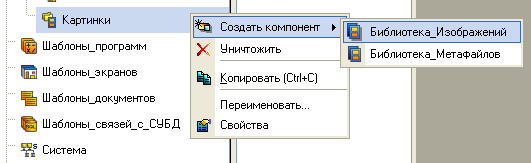 Картинки
Шаблоны_программ
Шаблоны_экранов
Шаблоны_документов
Шаблоны_связей_с_СУБД
Система
Создать компонент
Уничтожить
Копировать (Ctrl+C)
Переименовать...
Свойства
Библиотека_Изображений
Библиотека_Метафайлов